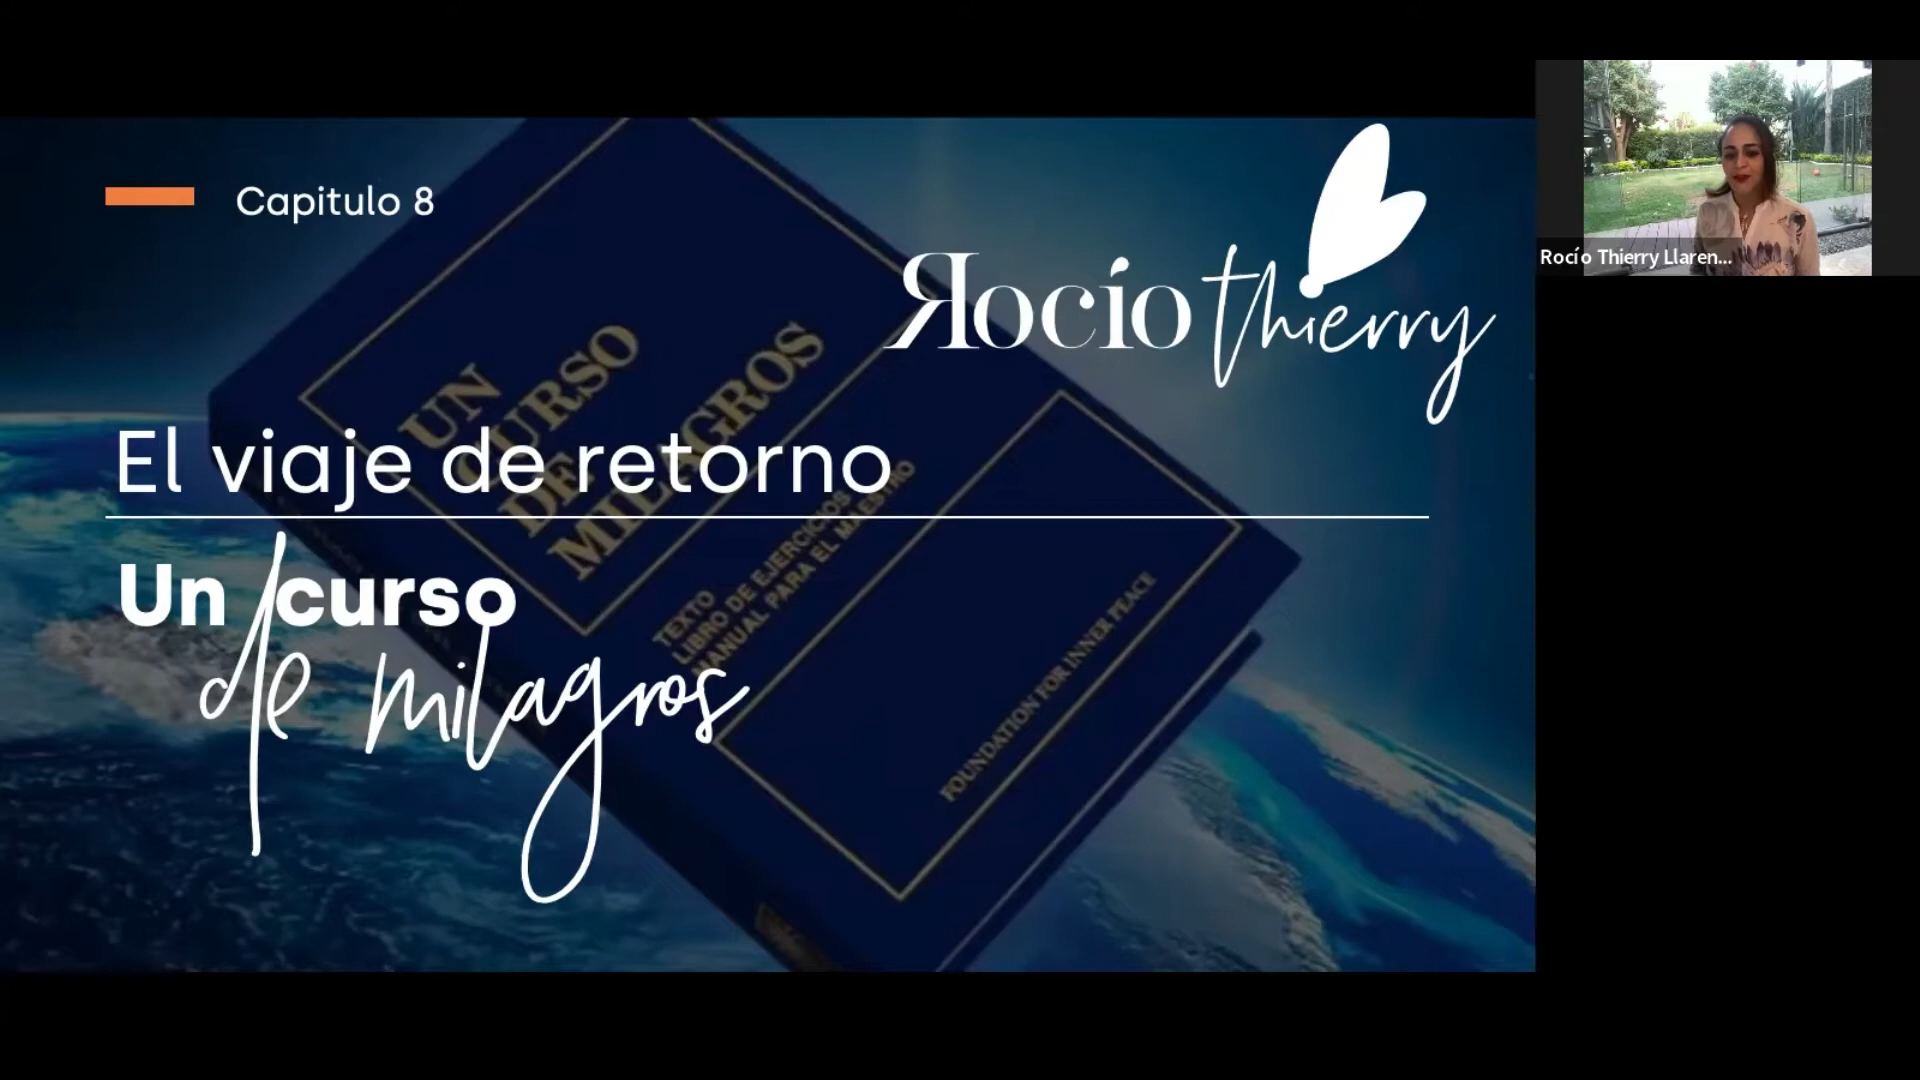 Capitulo 8
Rocío thierry
El viaje de retorno
Un curso
de milagros
UN
CURSO
DE
MILAGROS
TEXTO
LIBRO DE EJERCICIOS
MANUAL PARA EL MAESTRO
FOUNDATION FOR INNER PEACE
Rocío Thierry Llaren...